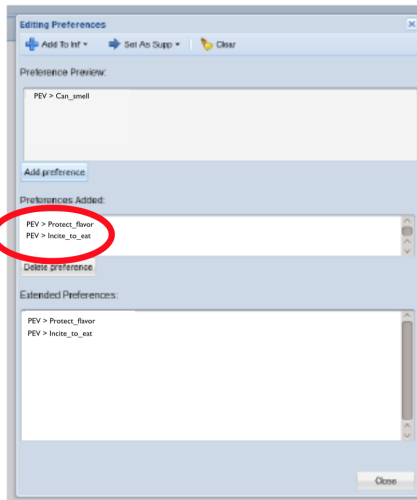 Editing Preferences
Add To Inf
Set As Supp
Clear
Preference Preview:
PEV > Can_smell
Add preference
Preferences Added:
PEV > Protect_flavor
PEV > Incite_to_eat
Delete preference
Extended Preferences:
PEV > Protect_flavor
PEV > Incite_to_eat
Close